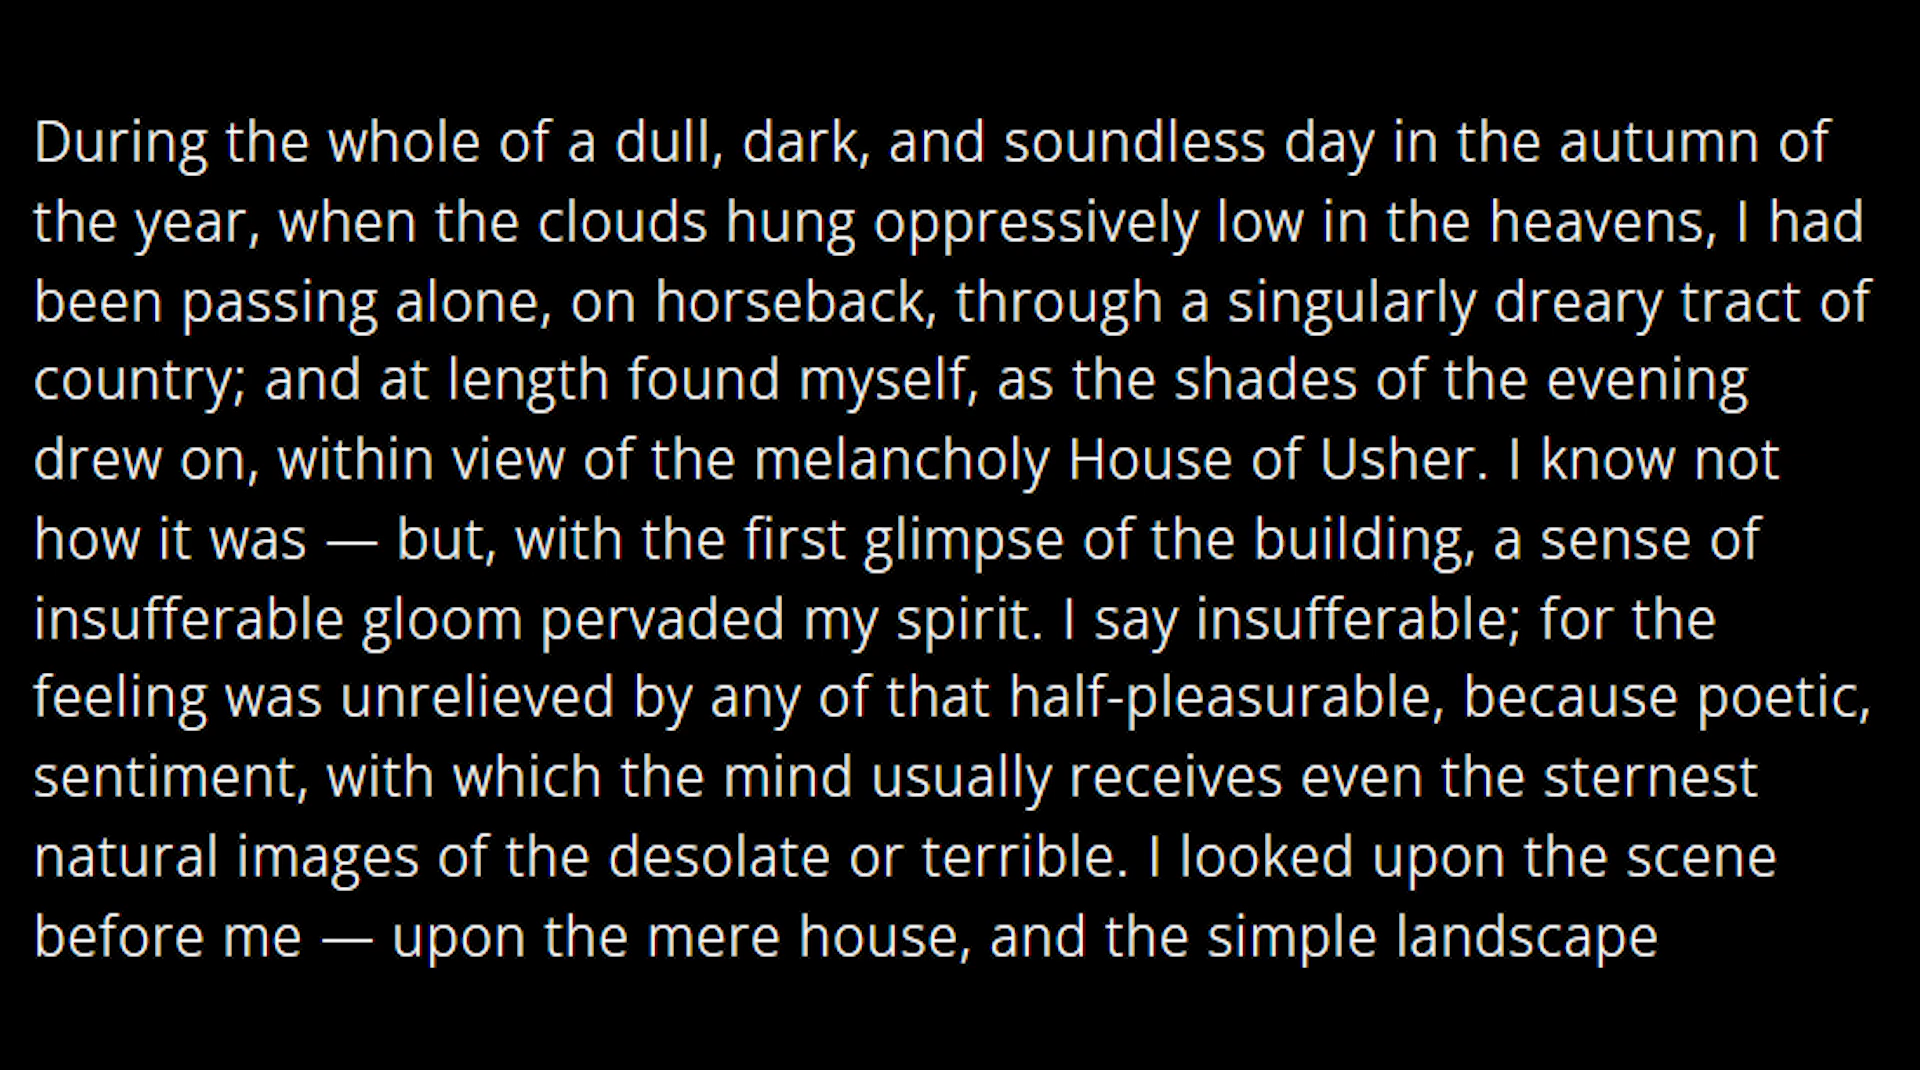 During the whole of a dull, dark, and soundless day in the autumn of
the year, when the clouds hung oppressively low in the heavens, I had
been passing alone, on horseback, through a singularly dreary tract of
country; and at length found myself, as the shades of the evening
drew on, within view of the melancholy House of Usher. I know not
how it was — but, with the first glimpse of the building, a sense of
insufferable gloom pervaded my spirit. I say insufferable; for the
feeling was unrelieved by any of that half-pleasurable, because poetic,
sentiment, with which the mind usually receives even the sternest
natural images of the desolate or terrible. I looked upon the scene
before me — upon the mere house, and the simple landscape